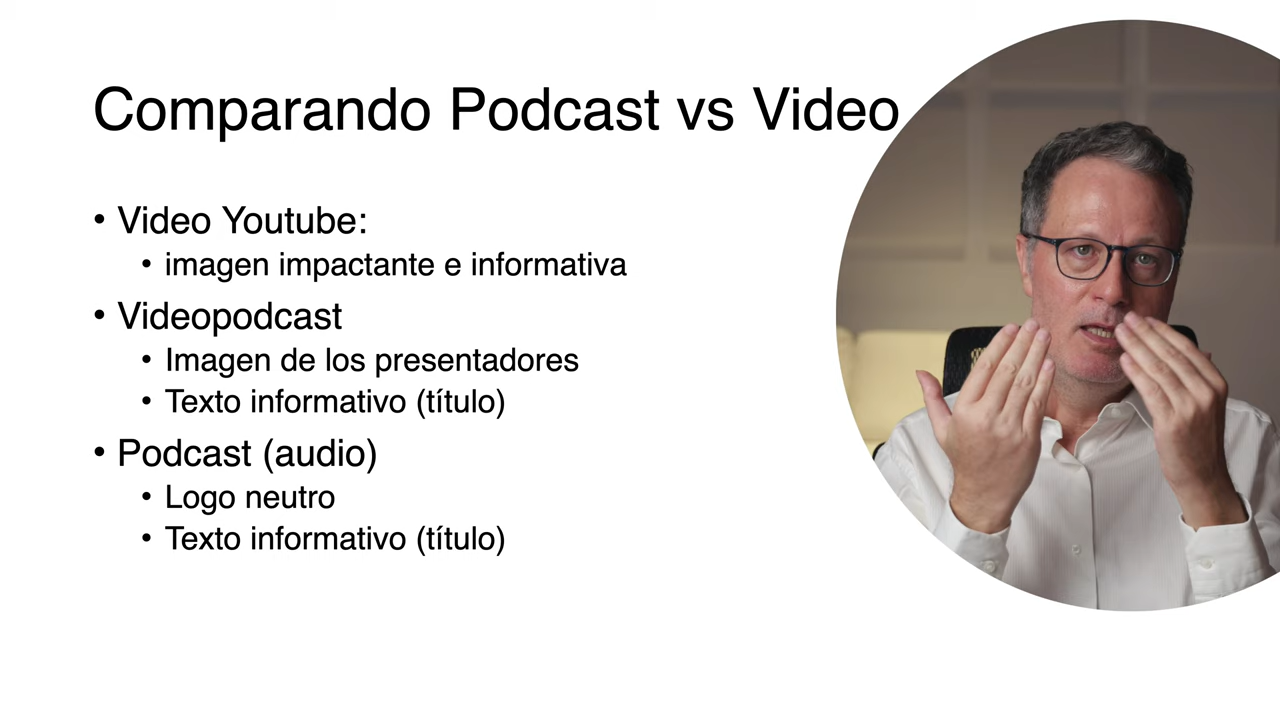 Comparando Podcast vs Video
• Video Youtube:
• imagen impactante e informativa
• Videopodcast
• Imagen de los presentadores
• Texto informativo (título)
• Podcast (audio)
• Logo neutro
• Texto informativo (título)